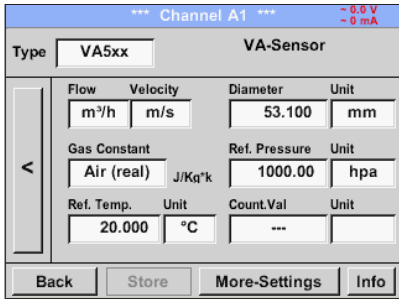 *** Channel A1 ***
~ 0.0 V
~ 0 mA
Type VA5xx VA-Sensor
Flow Velocity Diameter Unit
m³/h m/s 53.100 mm
Gas Constant Ref. Pressure Unit
< Air (real) J/Kg*k 1000.00 hpa
Ref. Temp. Unit Count.Val Unit
20.000 °C ---
Back Store More-Settings Info